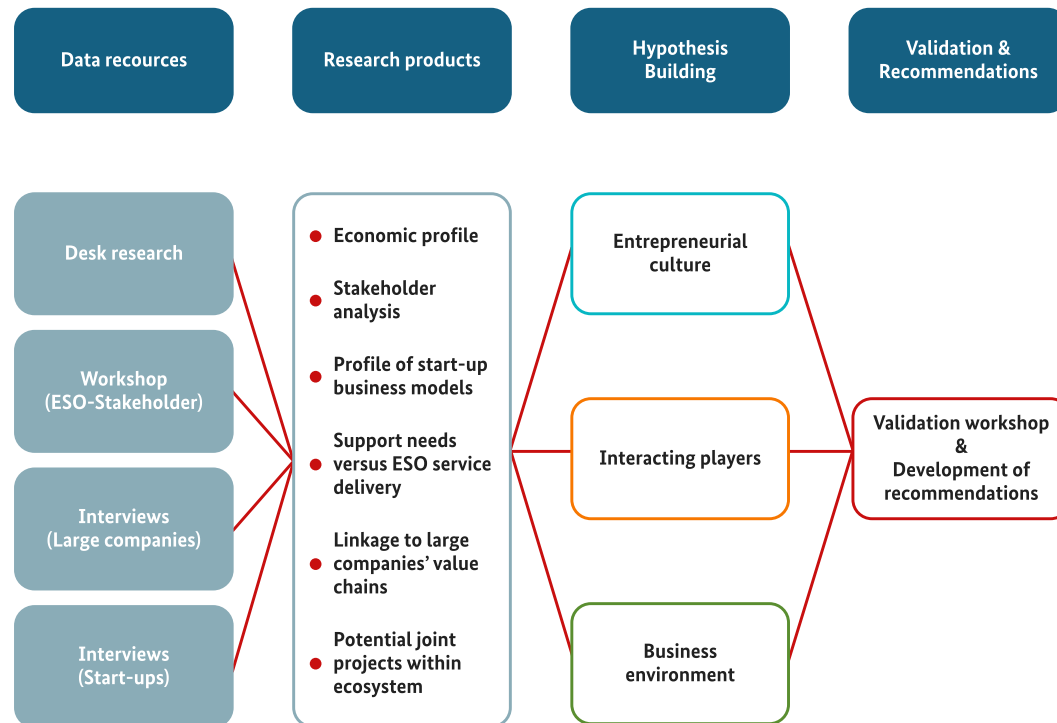 Data recources
Research products
Hypothesis
Building
Validation &
Recommendations
Desk research
Workshop
(ESO-Stakeholder)
Interviews
(Large companies)
Interviews
(Start-ups)
Economic profile
Stakeholder
analysis
Profile of start-up
business models
Support needs
versus ESO service
delivery
Linkage to large
companies’ value
chains
Potential joint
projects within
ecosystem
Entrepreneurial
culture
Interacting players
Business
environment
Validation workshop
&
Development of
recommendations